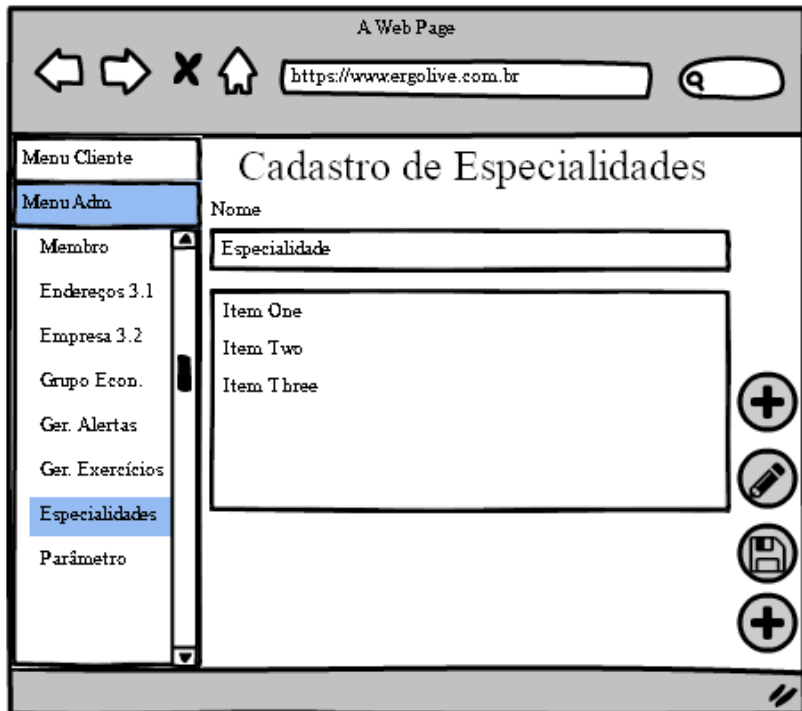 A Web Page
https://www.ergolive.com.br
Menu Cliente
Menu Adm
Membro
Endereços 3.1
Empresa 3.2
Grupo Econ.
Ger. Alertas
Ger. Exercícios
Especialidades
Parâmetro
Cadastro de Especialidades
Nome
Especialidade
Item One
Item Two
Item Three